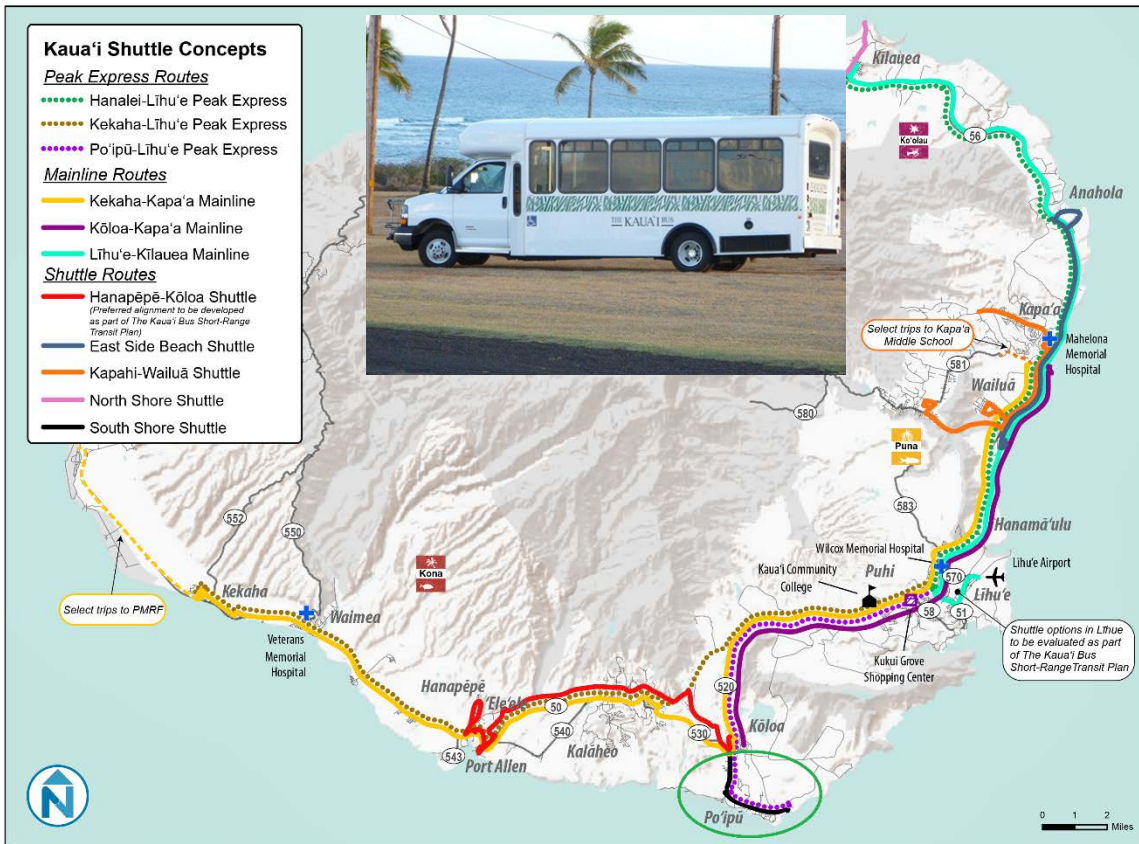 Kauaʻi Shuttle Concepts
Peak Express Routes
Hanalei-Līhuʻe Peak Express
Kekaha-Līhuʻe Peak Express
Poʻipū-Līhuʻe Peak Express
Mainline Routes
Kekaha-Kapaʻa Mainline
Kōloa-Kapaʻa Mainline
Līhuʻe-Kīlauea Mainline
Shuttle Routes
Hanapēpē-Kōloa Shuttle
(Preferred alignment to be developed
as part of The Kauaʻi Bus Short-Range
Transit Plan)
East Side Beach Shuttle
Kapahi-Wailuā Shuttle
North Shore Shuttle
South Shore Shuttle
THE KAUAʻI BUS
Kīlauea
56
Koʻolau
Anahola
Kapaʻa
Select trips to Kapaʻa
Middle School
Mahelona
Memorial
Hospital
581
Wailuā
580
Puna
583
Hanamāʻulu
Wilcox Memorial Hospital
Lihuʻe Airport
Kauaʻi Community
College
Puhi
570
Līhuʻe
58
51
Shuttle options in Līhue
to be evaluated as part
of The Kauaʻi Bus
Short-RangeTransit Plan
Kukui Grove
Shopping Center
552
550
Kona
Kekaha
Select trips to PMRF
Waimea
Veterans
Memorial
Hospital
Hanapēpē
ʻEleʻele
50
520
Kōloa
540
530
543
Kalāheo
Port Allen
Poʻipū
N
0 1 2
Miles